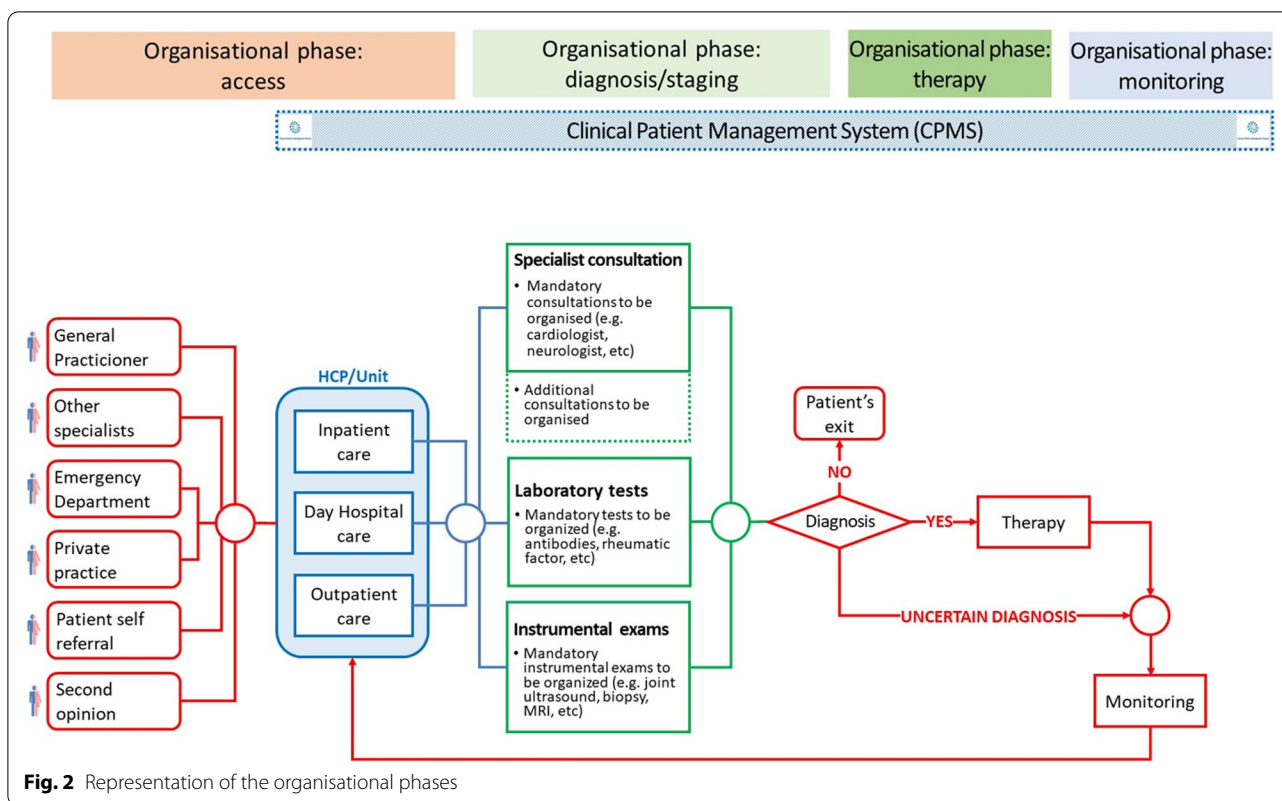 Organisational phase:
access
Organisational phase:
diagnosis/staging
Organisational phase:
therapy
Organisational phase:
monitoring
Clinical Patient Management System (CPMS)
General
Practicioner
Other
specialists
Emergency
Department
Private
practice
Patient self
referral
Second
opinion
HCP/Unit
Inpatient
care
Day Hospital
care
Outpatient
care
Specialist consultation
• Mandatory
consultations to be
organised (e.g.
cardiologist,
neurologist, etc)
• Additional
consultations to be
organised
Laboratory tests
• Mandatory tests to be
organized (e.g.
antibodies, rheumatic
factor, etc)
Instrumental exams
• Mandatory
instrumental exams to
be organized (e.g. joint
ultrasound, biopsy,
MRI, etc)
Patient's
exit
NO
Diagnosis
YES
Therapy
UNCERTAIN DIAGNOSIS
Monitoring
Fig. 2 Representation of the organisational phases